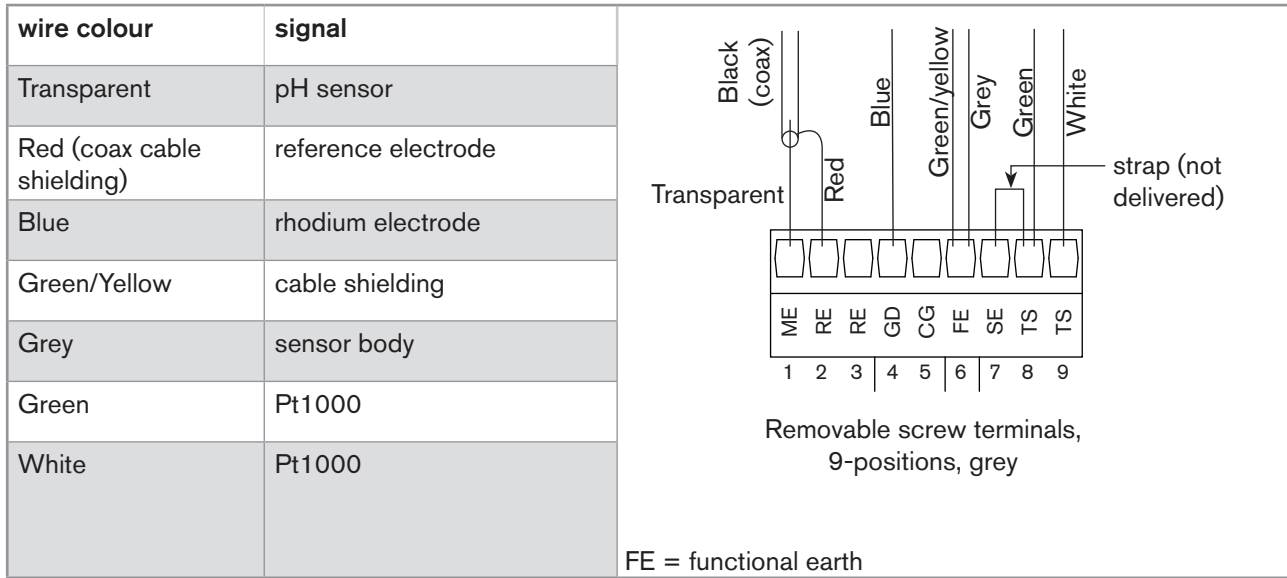 wire colour signal
Transparent pH sensor
Red (coax cable reference electrode
shielding)
Blue rhodium electrode
Green/Yellow cable shielding
Grey sensor body
Green Pt1000
White Pt1000
Black
(coax)
Blue
Green/yellow
Grey
Green
White
Transparent
Red
strap (not
delivered)
ME RE RE GD CG FE SE TS TS
1 2 3 4 5 6 7 8 9
Removable screw terminals,
9-positions, grey
FE = functional earth